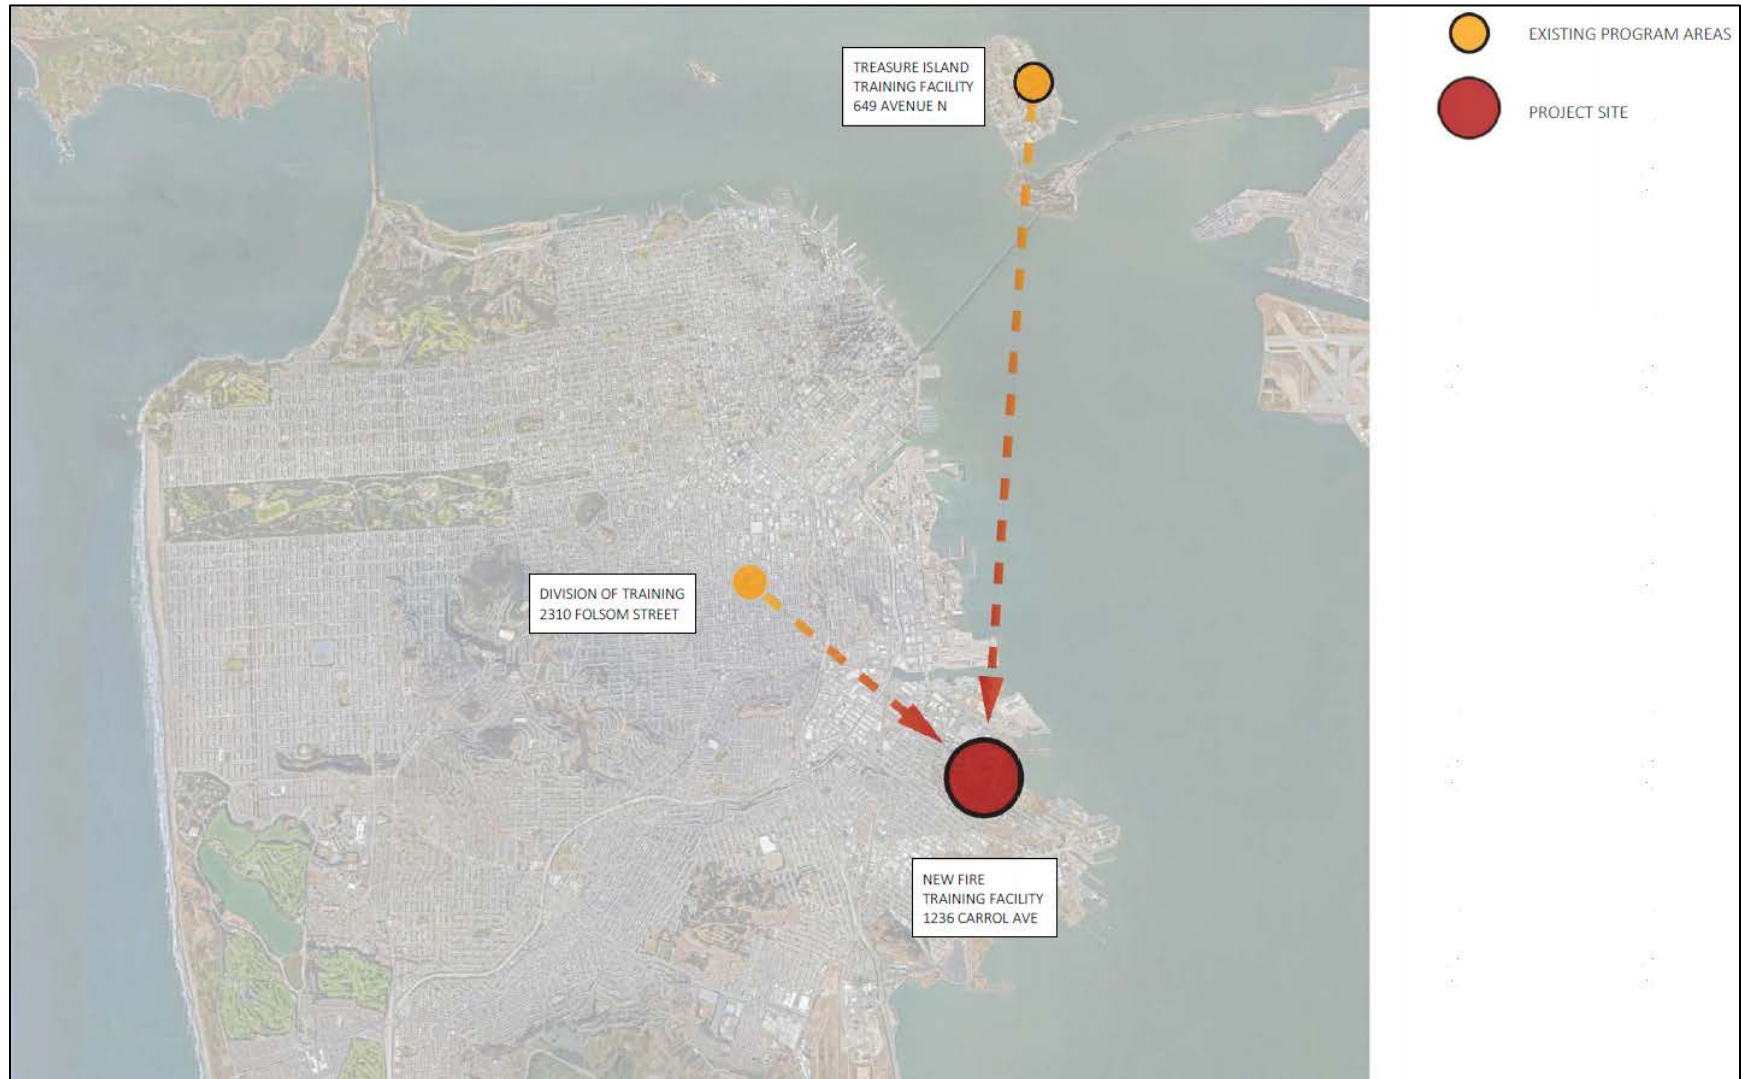 TREASURE ISLAND
TRAINING FACILITY
649 AVENUE N
EXISTING PROGRAM AREAS
PROJECT SITE
DIVISION OF TRAINING
2310 FOLSOM STREET
NEW FIRE
TRAINING FACILITY
1236 CARROL AVE